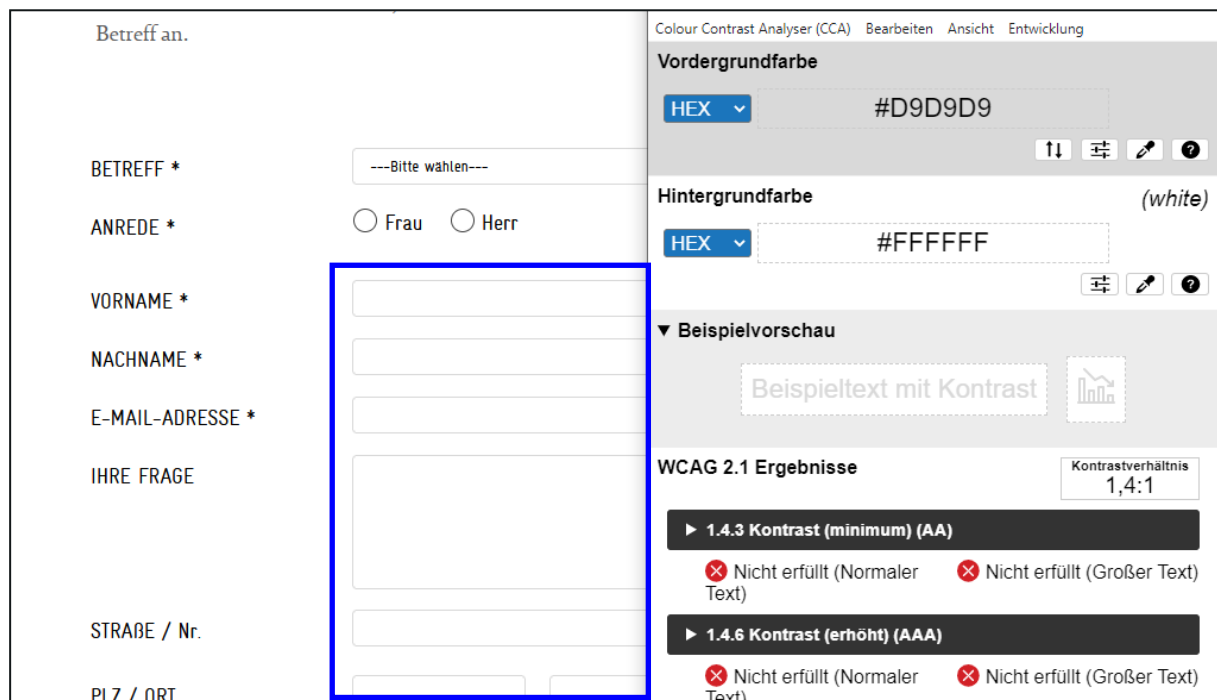 Betreff an.
BETREFF *
---Bitte wählen---
ANREDE *
Frau
Herr
VORNAME *
NACHNAME *
E-MAIL-ADRESSE *
IHRE FRAGE
STRAßE / Nr.
PLZ / ORT
Colour Contrast Analyser (CCA) Bearbeiten Ansicht Entwicklung
Vordergrundfarbe
HEX
#D9D9D9
Hintergrundfarbe
(white)
HEX
#FFFFFF
▼ Beispielvorschau
Beispieltext mit Kontrast
WCAG 2.1 Ergebnisse
Kontrastverhältnis
1,4:1
1.4.3 Kontrast (minimum) (AA)
Nicht erfüllt (Normaler
Text)
Nicht erfüllt (Großer Text)
1.4.6 Kontrast (erhöht) (AAA)
Nicht erfüllt (Normaler
Text)
Nicht erfüllt (Großer Text)